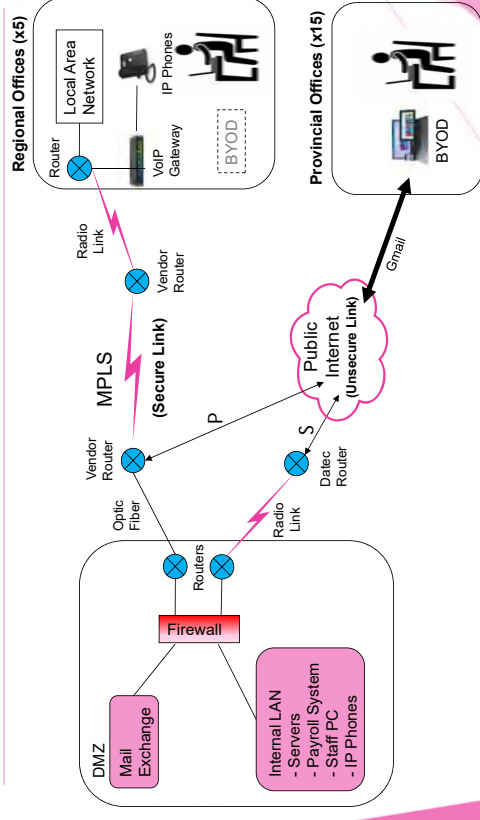 DMZ
Mail
Exchange
Internal LAN
- Servers
- Payroll System
- Staff PC
- IP Phones
Firewall
Routers
Optic
Fiber
Radio
Link
Vendor
Router
Datec
Router
P
S
MPLS
(Secure Link)
Vendor
Router
Radio
Link
Public
Internet
(Unsecure Link)
Gmail
Regional Offices (x5)
Router
Local Area
Network
VoIP
Gateway
IP Phones
BYOD
Provincial Offices (x15)
BYOD